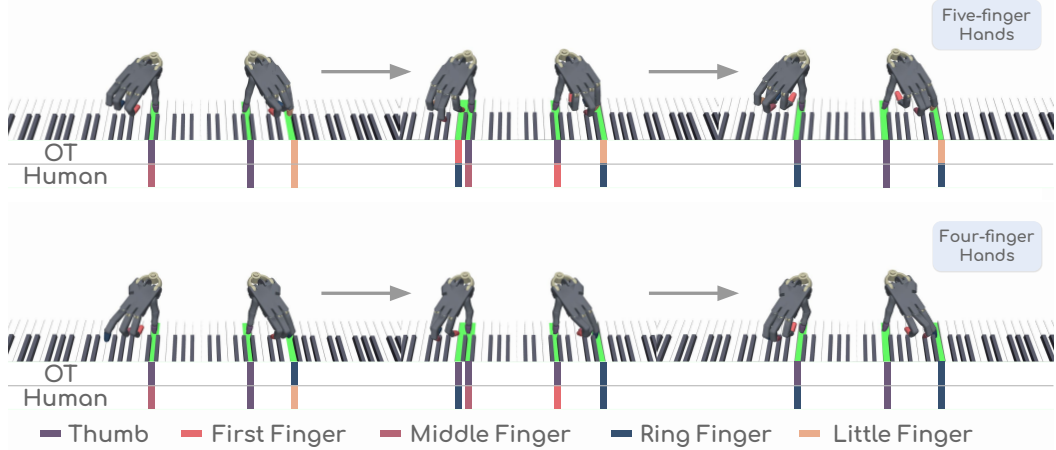 Five-finger
Hands
OT
Human
Four-finger
Hands
OT
Human
Thumb
First Finger
Middle Finger
Ring Finger
Little Finger